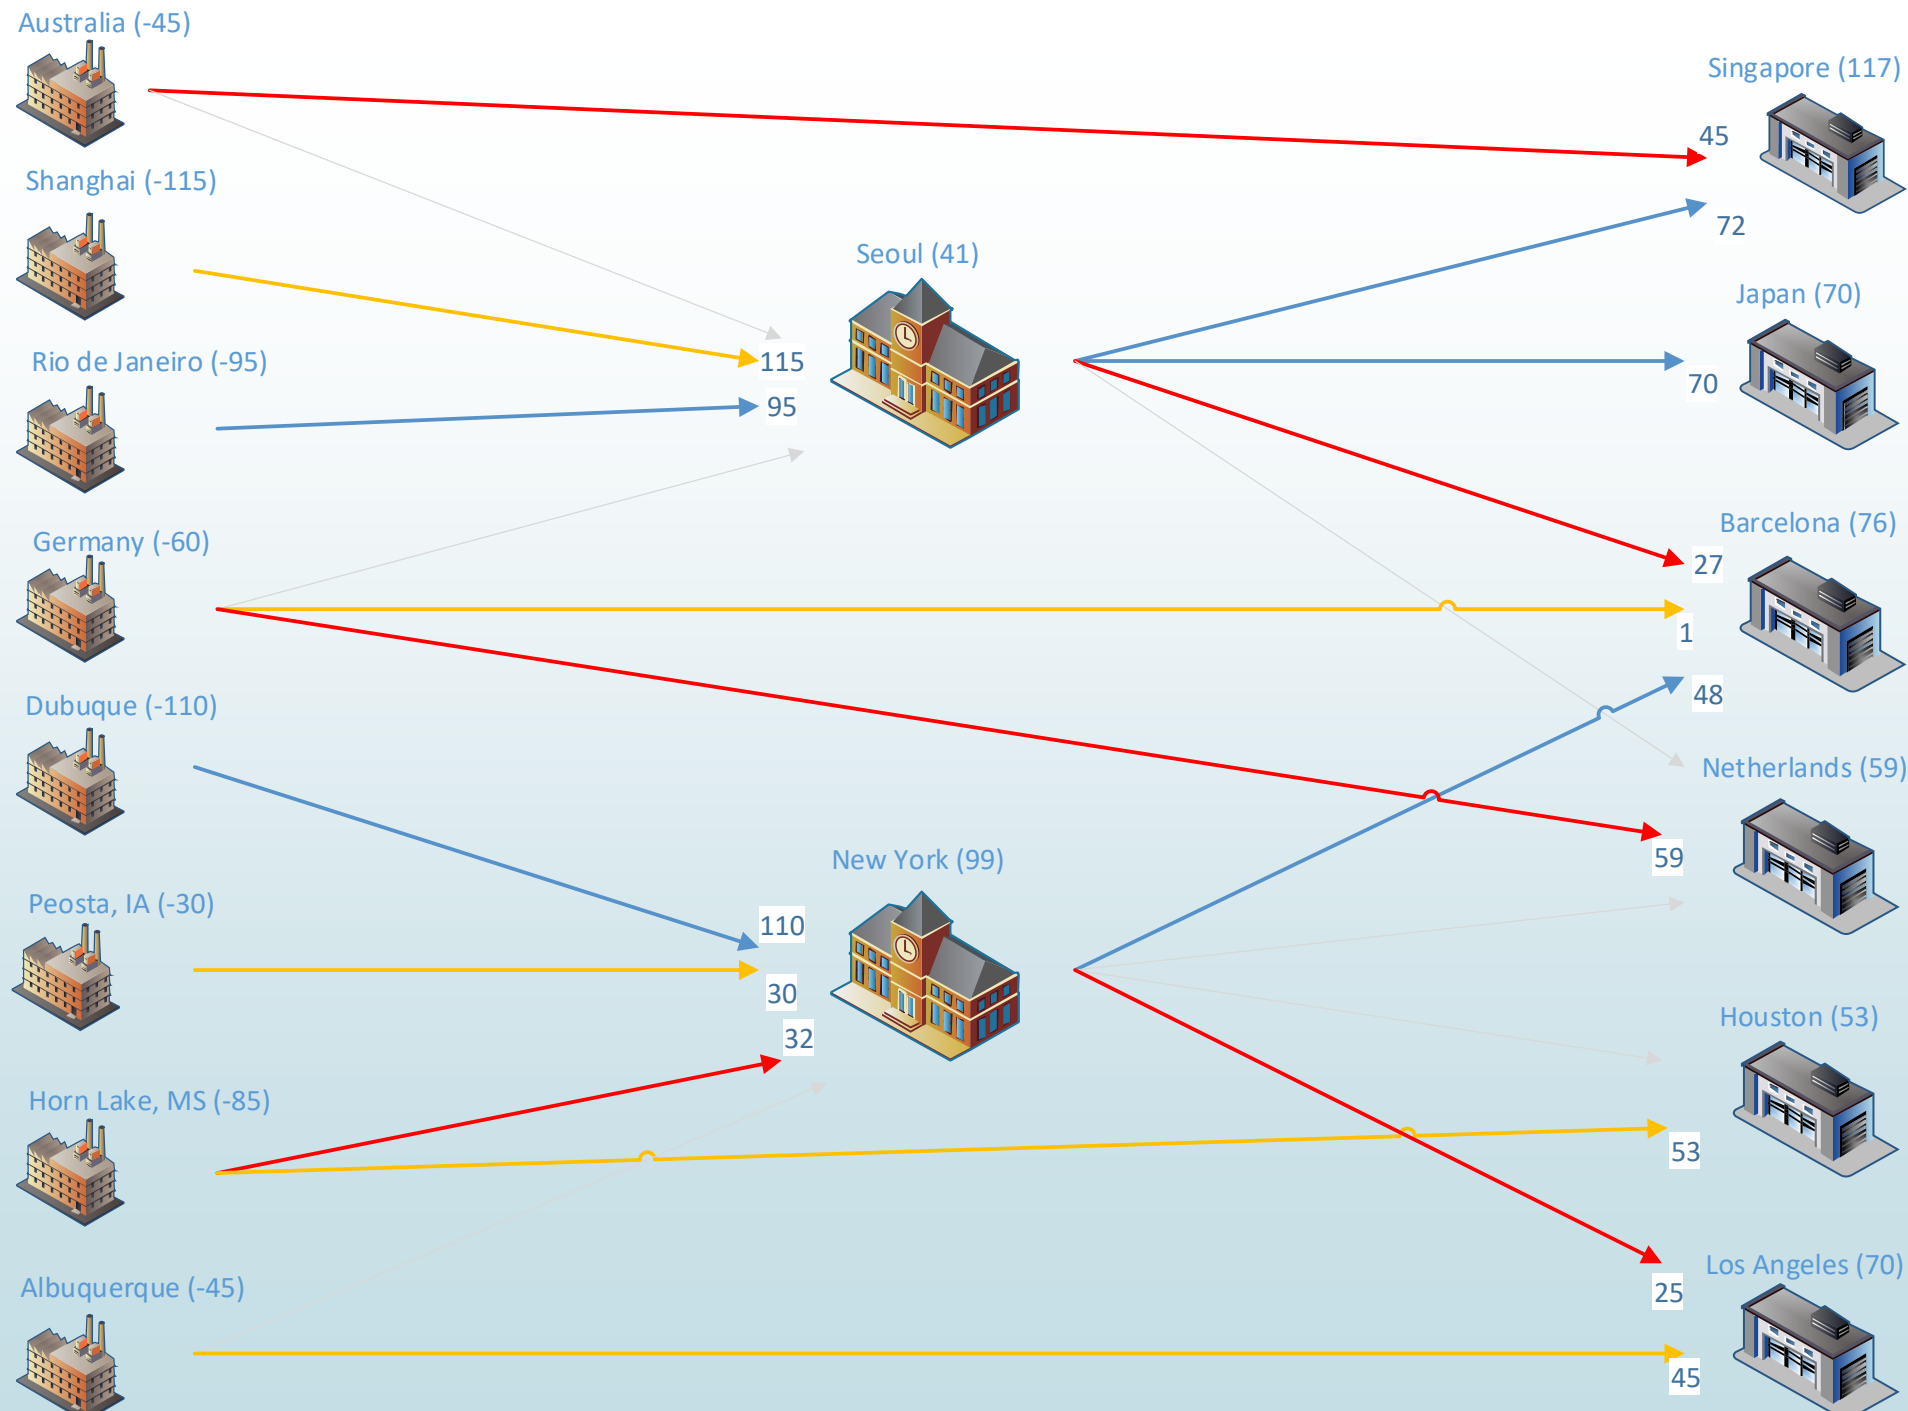 Australia (-45)
Singapore (117)
45
Shanghai (-115)
72
Seoul (41)
Japan (70)
Rio de Janeiro (-95)
115
70
95
Germany (-60)
Barcelona (76)
27
1
Dubuque (-110)
48
Netherlands (59)
New York (99)
59
Peosta, IA (-30)
110
30
Houston (53)
32
Horn Lake, MS (-85)
53
Los Angeles (70)
Albuquerque (-45)
25
45